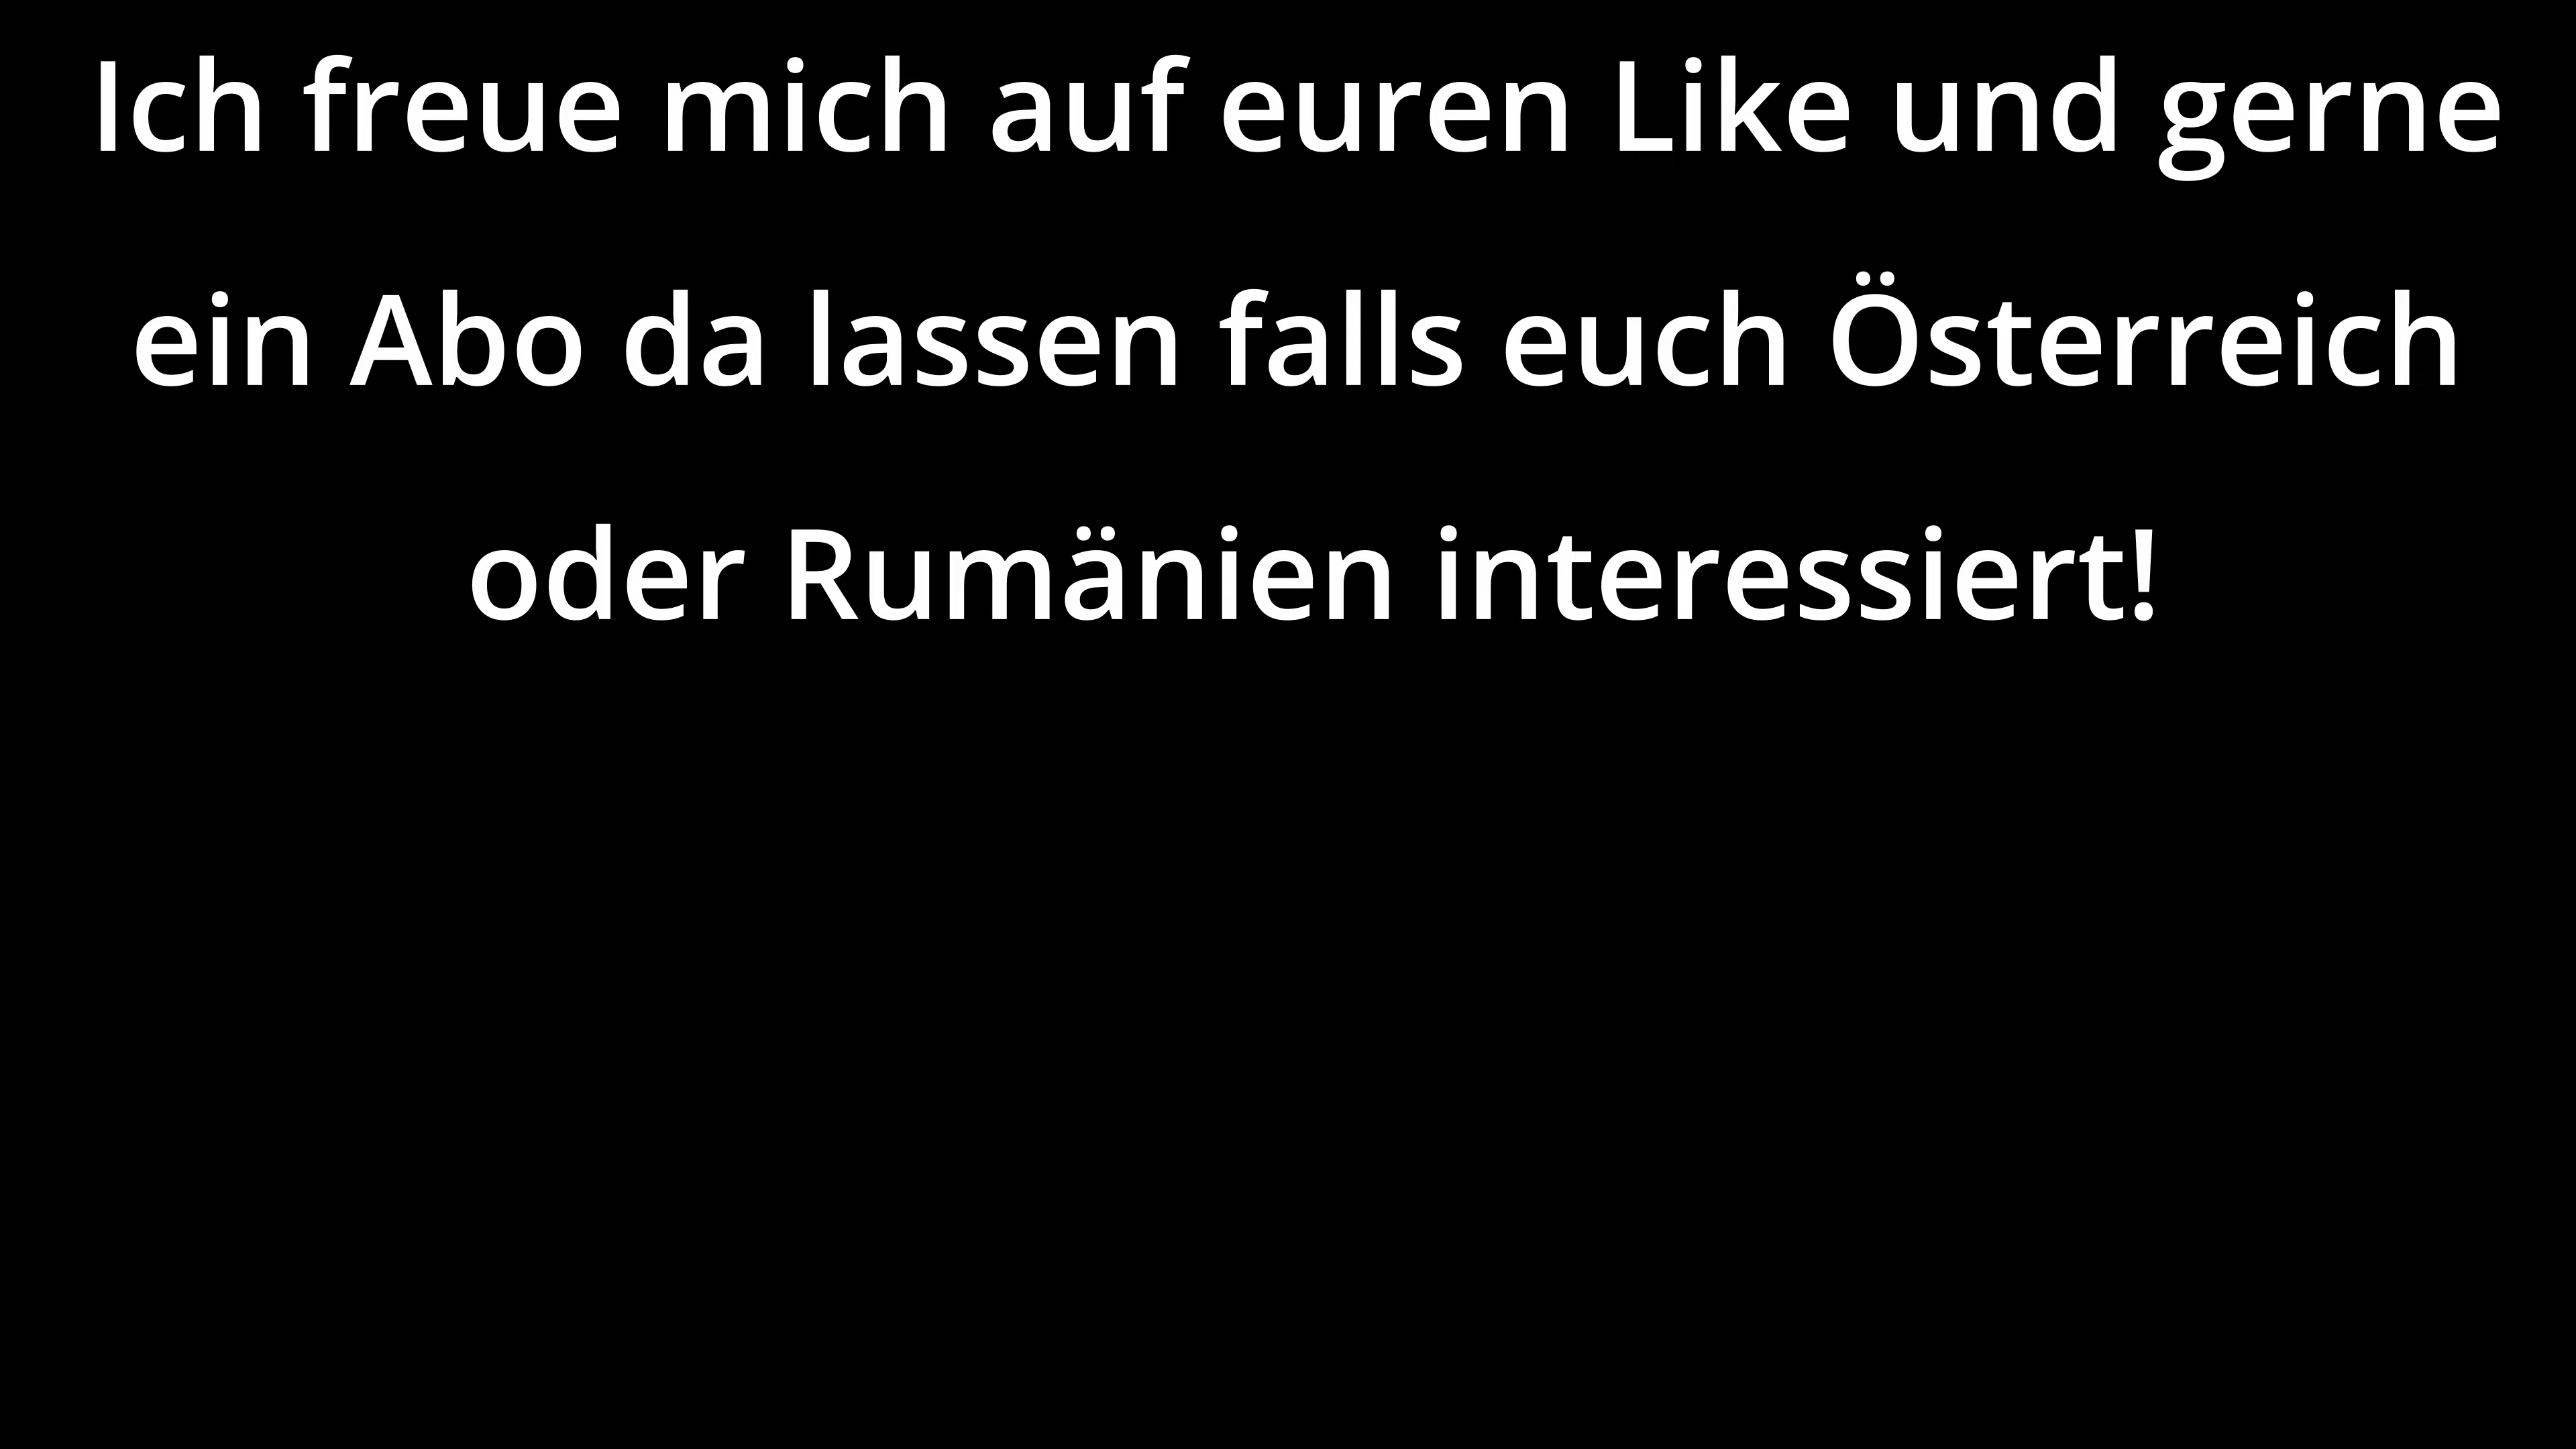 Ich freue mich auf euren Like und gerne
ein Abo da lassen falls euch Österreich
oder Rumänien interessiert!